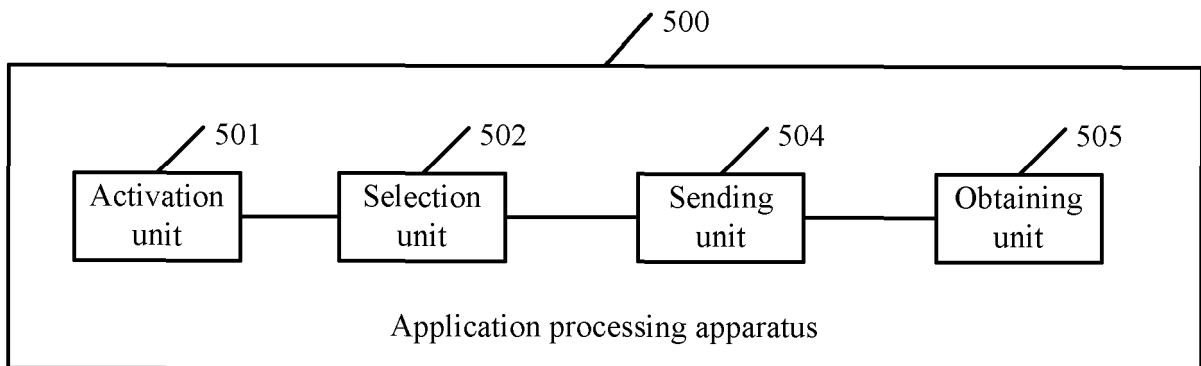 500
501
502
504
505
Activation
unit
Selection
unit
Sending
unit
Obtaining
unit
Application processing apparatus